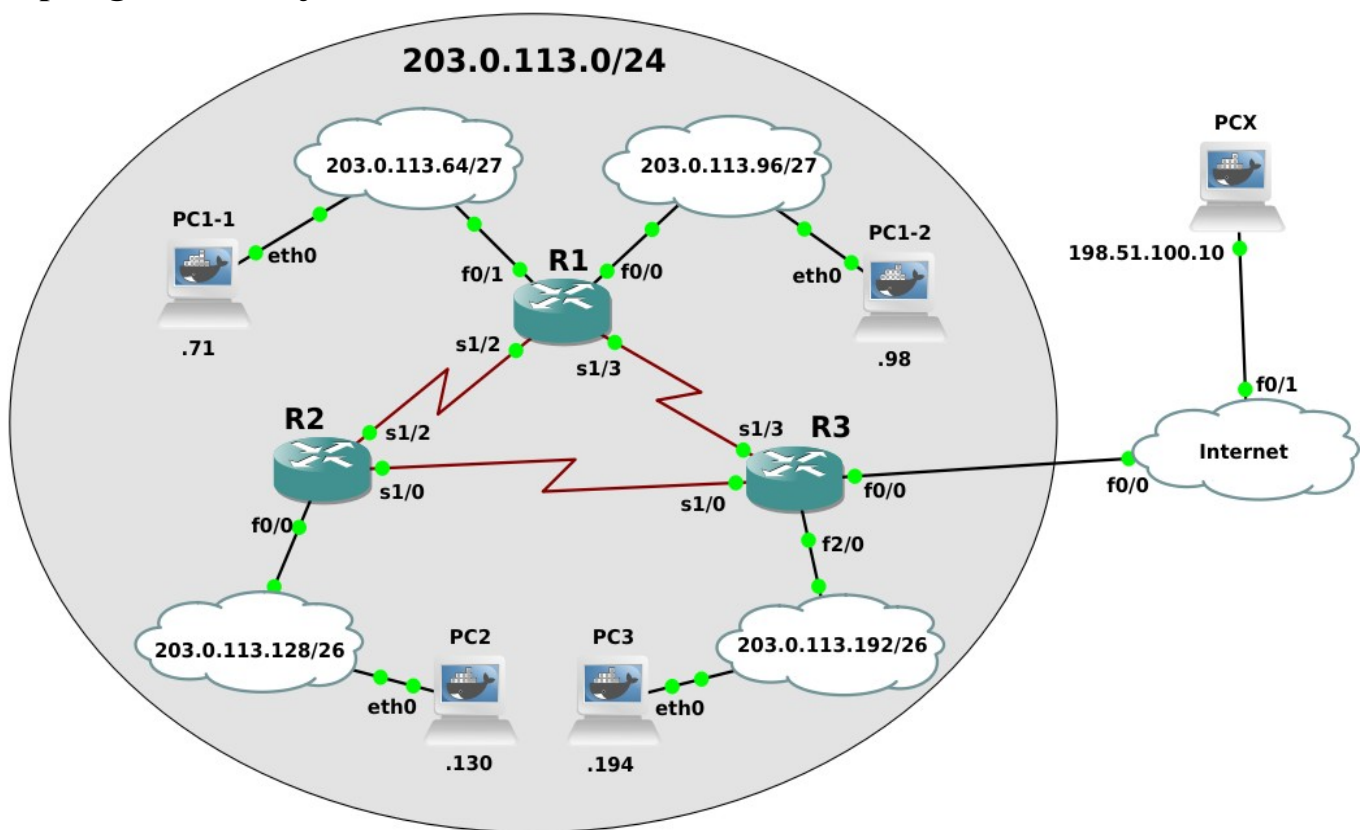 203.0.113.0/24
203.0.113.64/27
203.0.113.96/27
PCX
PC1-1
eth0
PC1-2
eth0
198.51.100.10
R1
f0/1
f0/0
.71
.98
s1/2
s1/3
f0/1
R2
s1/2
s1/3
R3
Internet
s1/0
s1/0
f0/0
f0/0
f0/0
f2/0
203.0.113.128/26
PC2
PC3
203.0.113.192/26
eth0
eth0
.130
.194